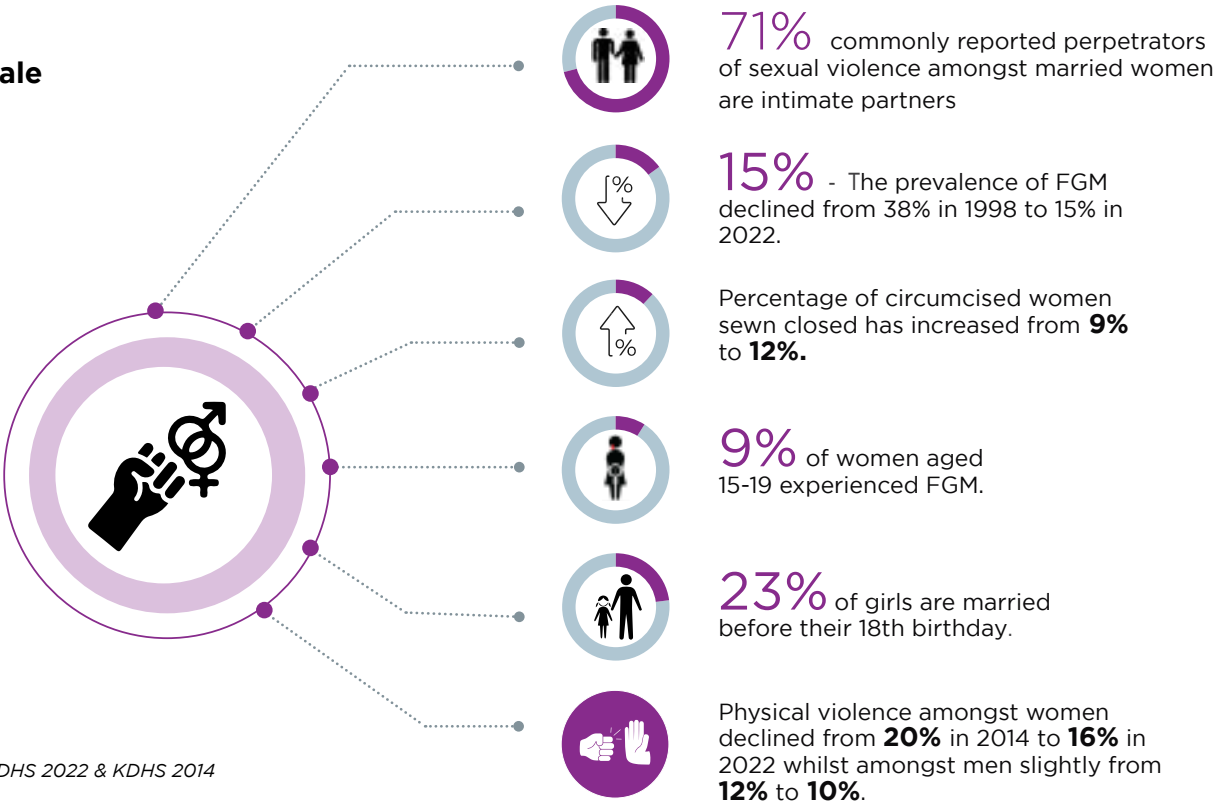 ale
71% commonly reported perpetrators
of sexual violence amongst married women
are intimate partners
15% - The prevalence of FGM
declined from 38% in 1998 to 15% in
2022.
%
Percentage of circumcised women
sewn closed has increased from 9%
to 12%.
%
9% of women aged
15-19 experienced FGM.
23% of girls are married
before their 18th birthday.
Physical violence amongst women
declined from 20% in 2014 to 16% in
2022 whilst amongst men slightly from
12% to 10%.
DHS 2022 & KDHS 2014